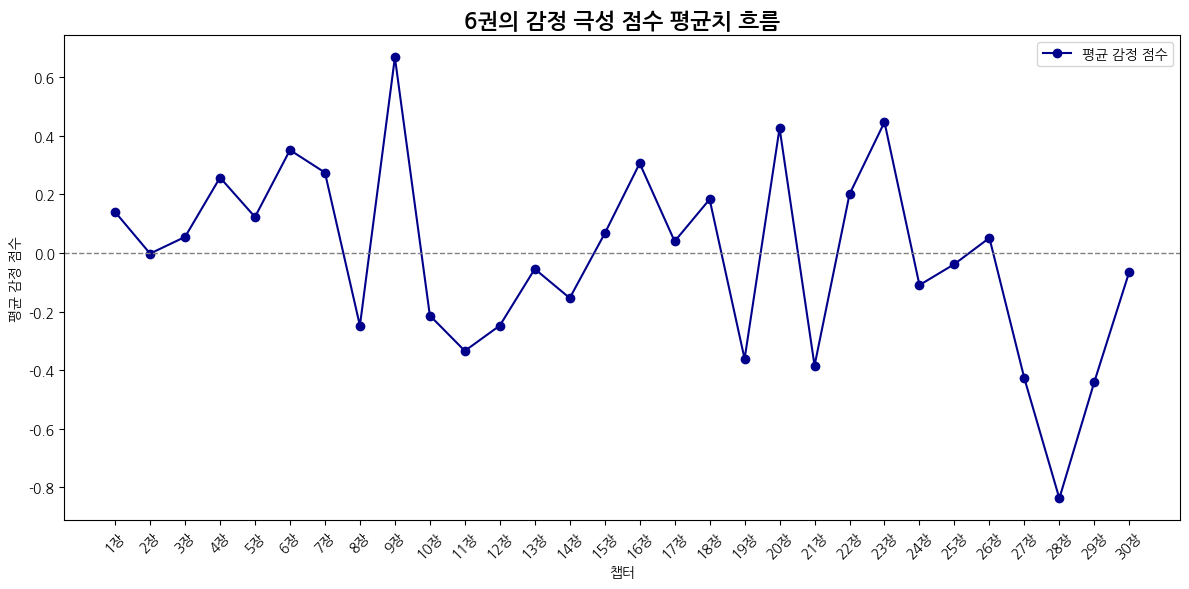 6권의 감정 극성 점수 평균치 흐름
평균 감정 점수
평균 감정 점수
0.6
0.4
0.2
0.0
-0.2
-0.4
-0.6
-0.8
1장
2장
3장
4장
5장
6장
7장
8장
9장
10장
11장
12장
13장
14장
15장
16장
17장
18장
19장
20장
21장
22장
23장
24장
25장
26장
27장
28장
29장
30장
챕터